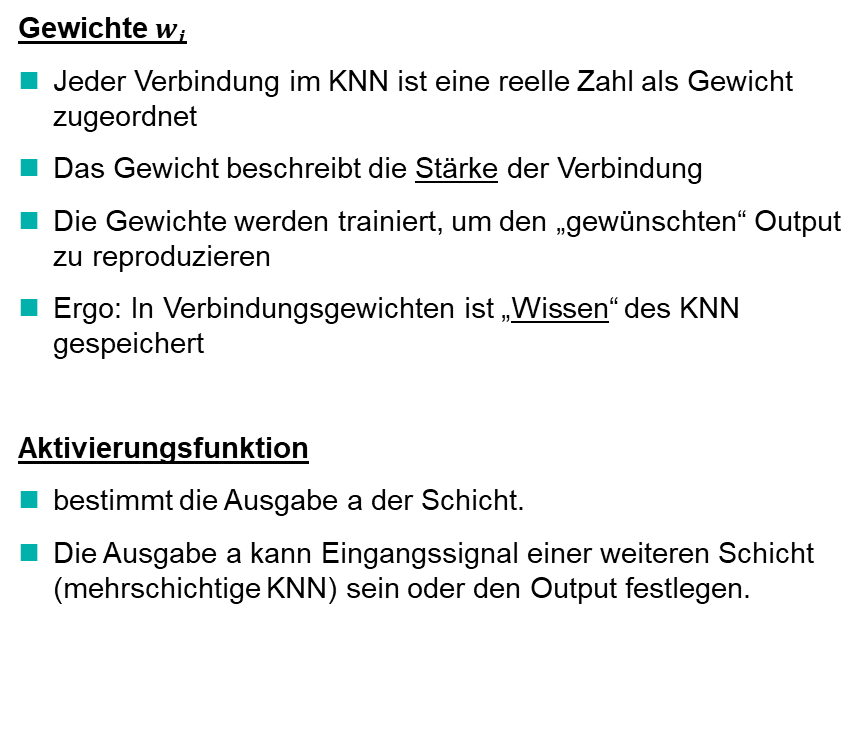 Gewichte wᵢ
Jeder Verbindung im KNN ist eine reelle Zahl als Gewicht
zugeordnet
Das Gewicht beschreibt die Stärke der Verbindung
Die Gewichte werden trainiert, um den „gewünschten“ Output
zu reproduzieren
Ergo: In Verbindungsgewichten ist „Wissen“ des KNN
gespeichert
Aktivierungsfunktion
bestimmt die Ausgabe a der Schicht.
Die Ausgabe a kann Eingangssignal einer weiteren Schicht
(mehrschichtige KNN) sein oder den Output festlegen.